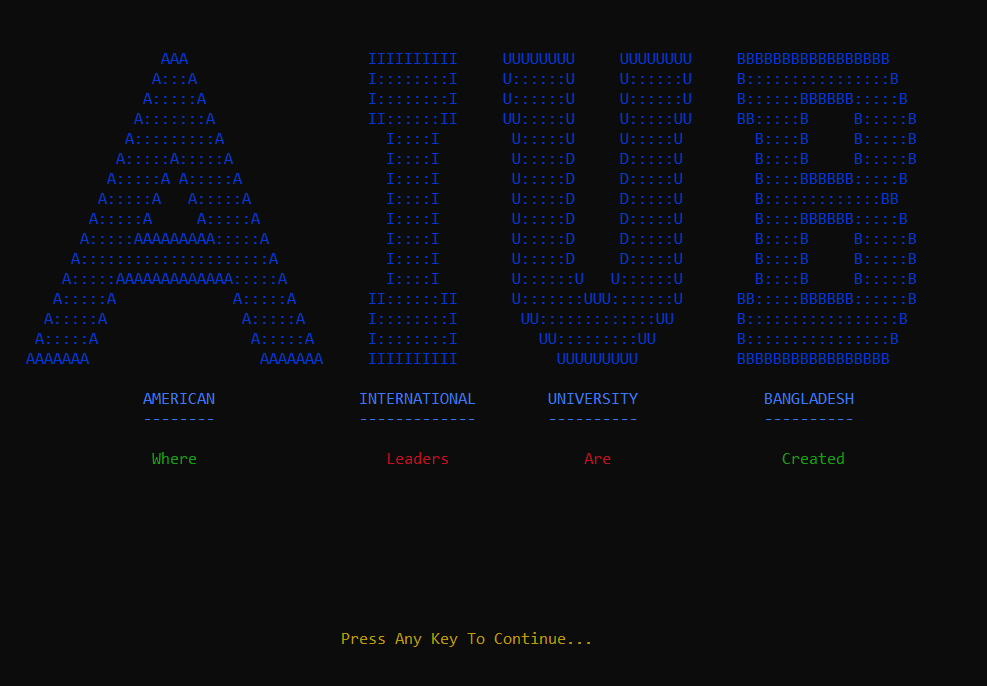 AAA                    IIIIIIIIII     UUUUUUUU     UUUUUUUU     BBBBBBBBBBBBBBBBB
              A:::A                   I::::::::I     U::::::U     U::::::U     B::::::::::::::::B
             A:::::A                  I::::::::I     U::::::U     U::::::U     B::::::BBBBBB:::::B
            A:::::::A                 II::::::II     UU:::::U     U:::::UU     BB:::::B     B:::::B
           A:::::::::A                  I::::I        U:::::U     U:::::U        B::::B     B:::::B
          A:::::A:::::A                 I::::I        U:::::D     D:::::U        B::::B     B:::::B
         A:::::A A:::::A                I::::I        U:::::D     D:::::U        B::::BBBBBB:::::B
        A:::::A   A:::::A               I::::I        U:::::D     D:::::U        B:::::::::::::BB
       A:::::A     A:::::A              I::::I        U:::::D     D:::::U        B::::BBBBBB:::::B
      A:::::AAAAAAAAA:::::A             I::::I        U:::::D     D:::::U        B::::B     B:::::B
     A:::::::::::::::::::::A            I::::I        U:::::D     D:::::U        B::::B     B:::::B
    A:::::AAAAAAAAAAAAA:::::A           I::::I        U::::::U   U::::::U        B::::B     B:::::B
   A:::::A             A:::::A        II::::::II      U:::::::UUU:::::::U      BB:::::BBBBBB::::::B
  A:::::A               A:::::A       I::::::::I       UU:::::::::::::UU       B:::::::::::::::::B
 A:::::A                 A:::::A      I::::::::I         UU:::::::::UU         B::::::::::::::::B
AAAAAAA                   AAAAAAA     IIIIIIIIII           UUUUUUUUU           BBBBBBBBBBBBBBBBB
AMERICAN INTERNATIONAL UNIVERSITY BANGLADESH
-------- ------------- ---------- ----------
Where Leaders Are Created
Press Any Key To Continue...